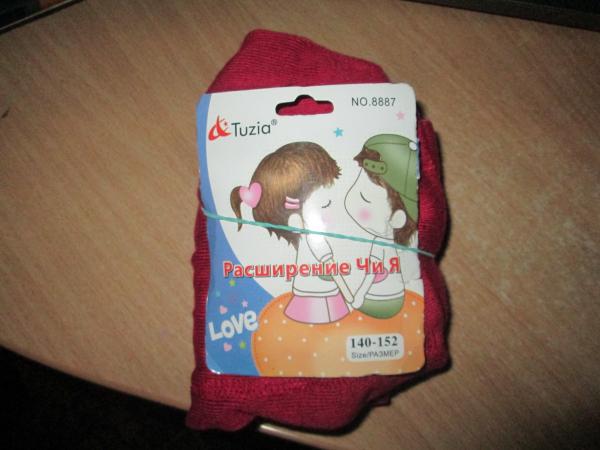 NO.8887
Tuzia®
Расширение Чи Я
LOVE
140-152
Size/РАЗМЕР